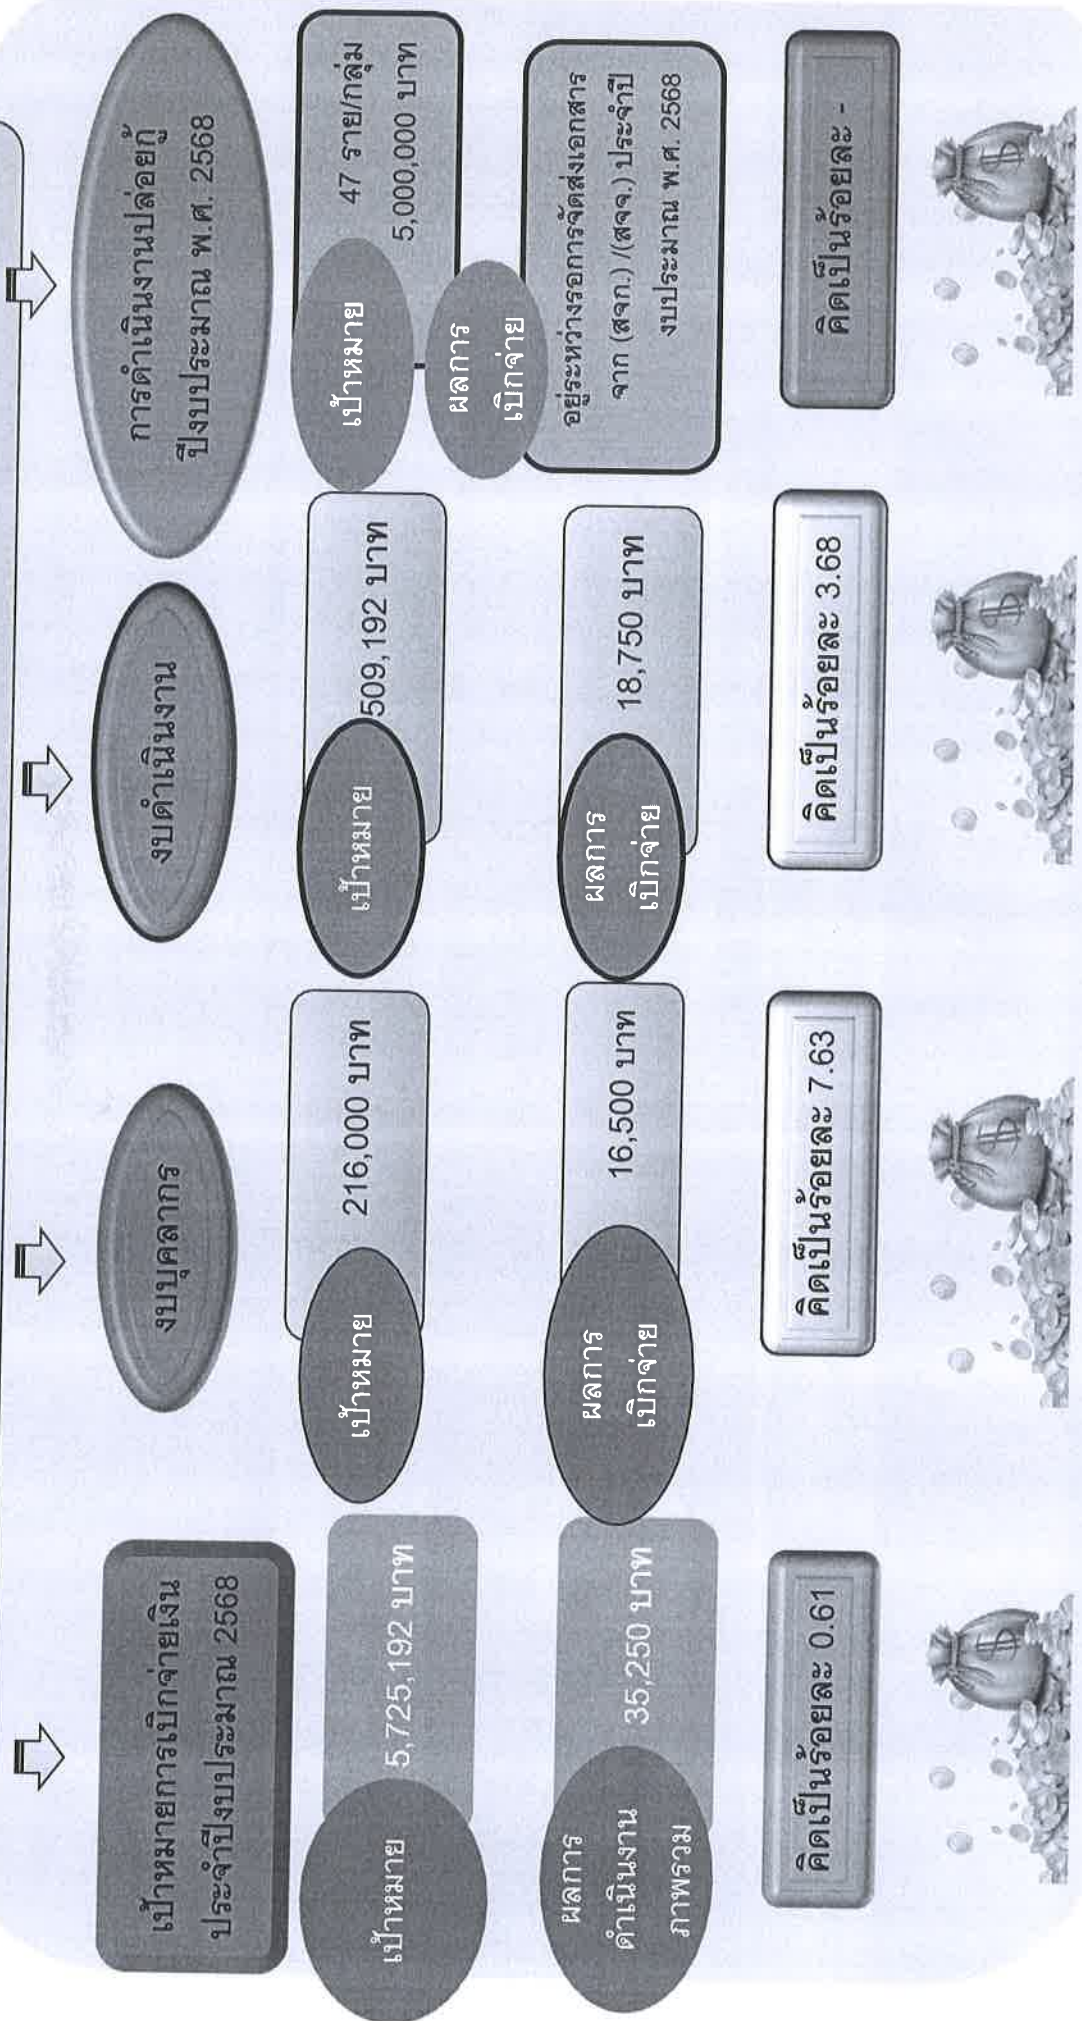 เป้าหมายการเบิกจ่ายเงิน
ประจำปีงบประมาณ 2568
เป้าหมาย
5,725,192 บาท
ผลการ
ดำเนินงาน
ภาพรวม
35,250 บาท
คิดเป็นร้อยละ 0.61
งบบุคลากร
เป้าหมาย
216,000 บาท
ผลการ
เบิกจ่าย
16,500 บาท
คิดเป็นร้อยละ 7.63
งบดำเนินงาน
เป้าหมาย
509,192 บาท
ผลการ
เบิกจ่าย
18,750 บาท
คิดเป็นร้อยละ 3.68
การดำเนินงานปล่อยกู้
ปีงบประมาณ พ.ศ. 2568
เป้าหมาย
47 ราย/กลุ่ม
5,000,000 บาท
ผลการ
เบิกจ่าย
อยู่ระหว่างรอการจัดส่งเอกสาร
จาก (สจก.) /(สจจ.) ประจำปี
งบประมาณ พ.ศ. 2568
คิดเป็นร้อยละ -